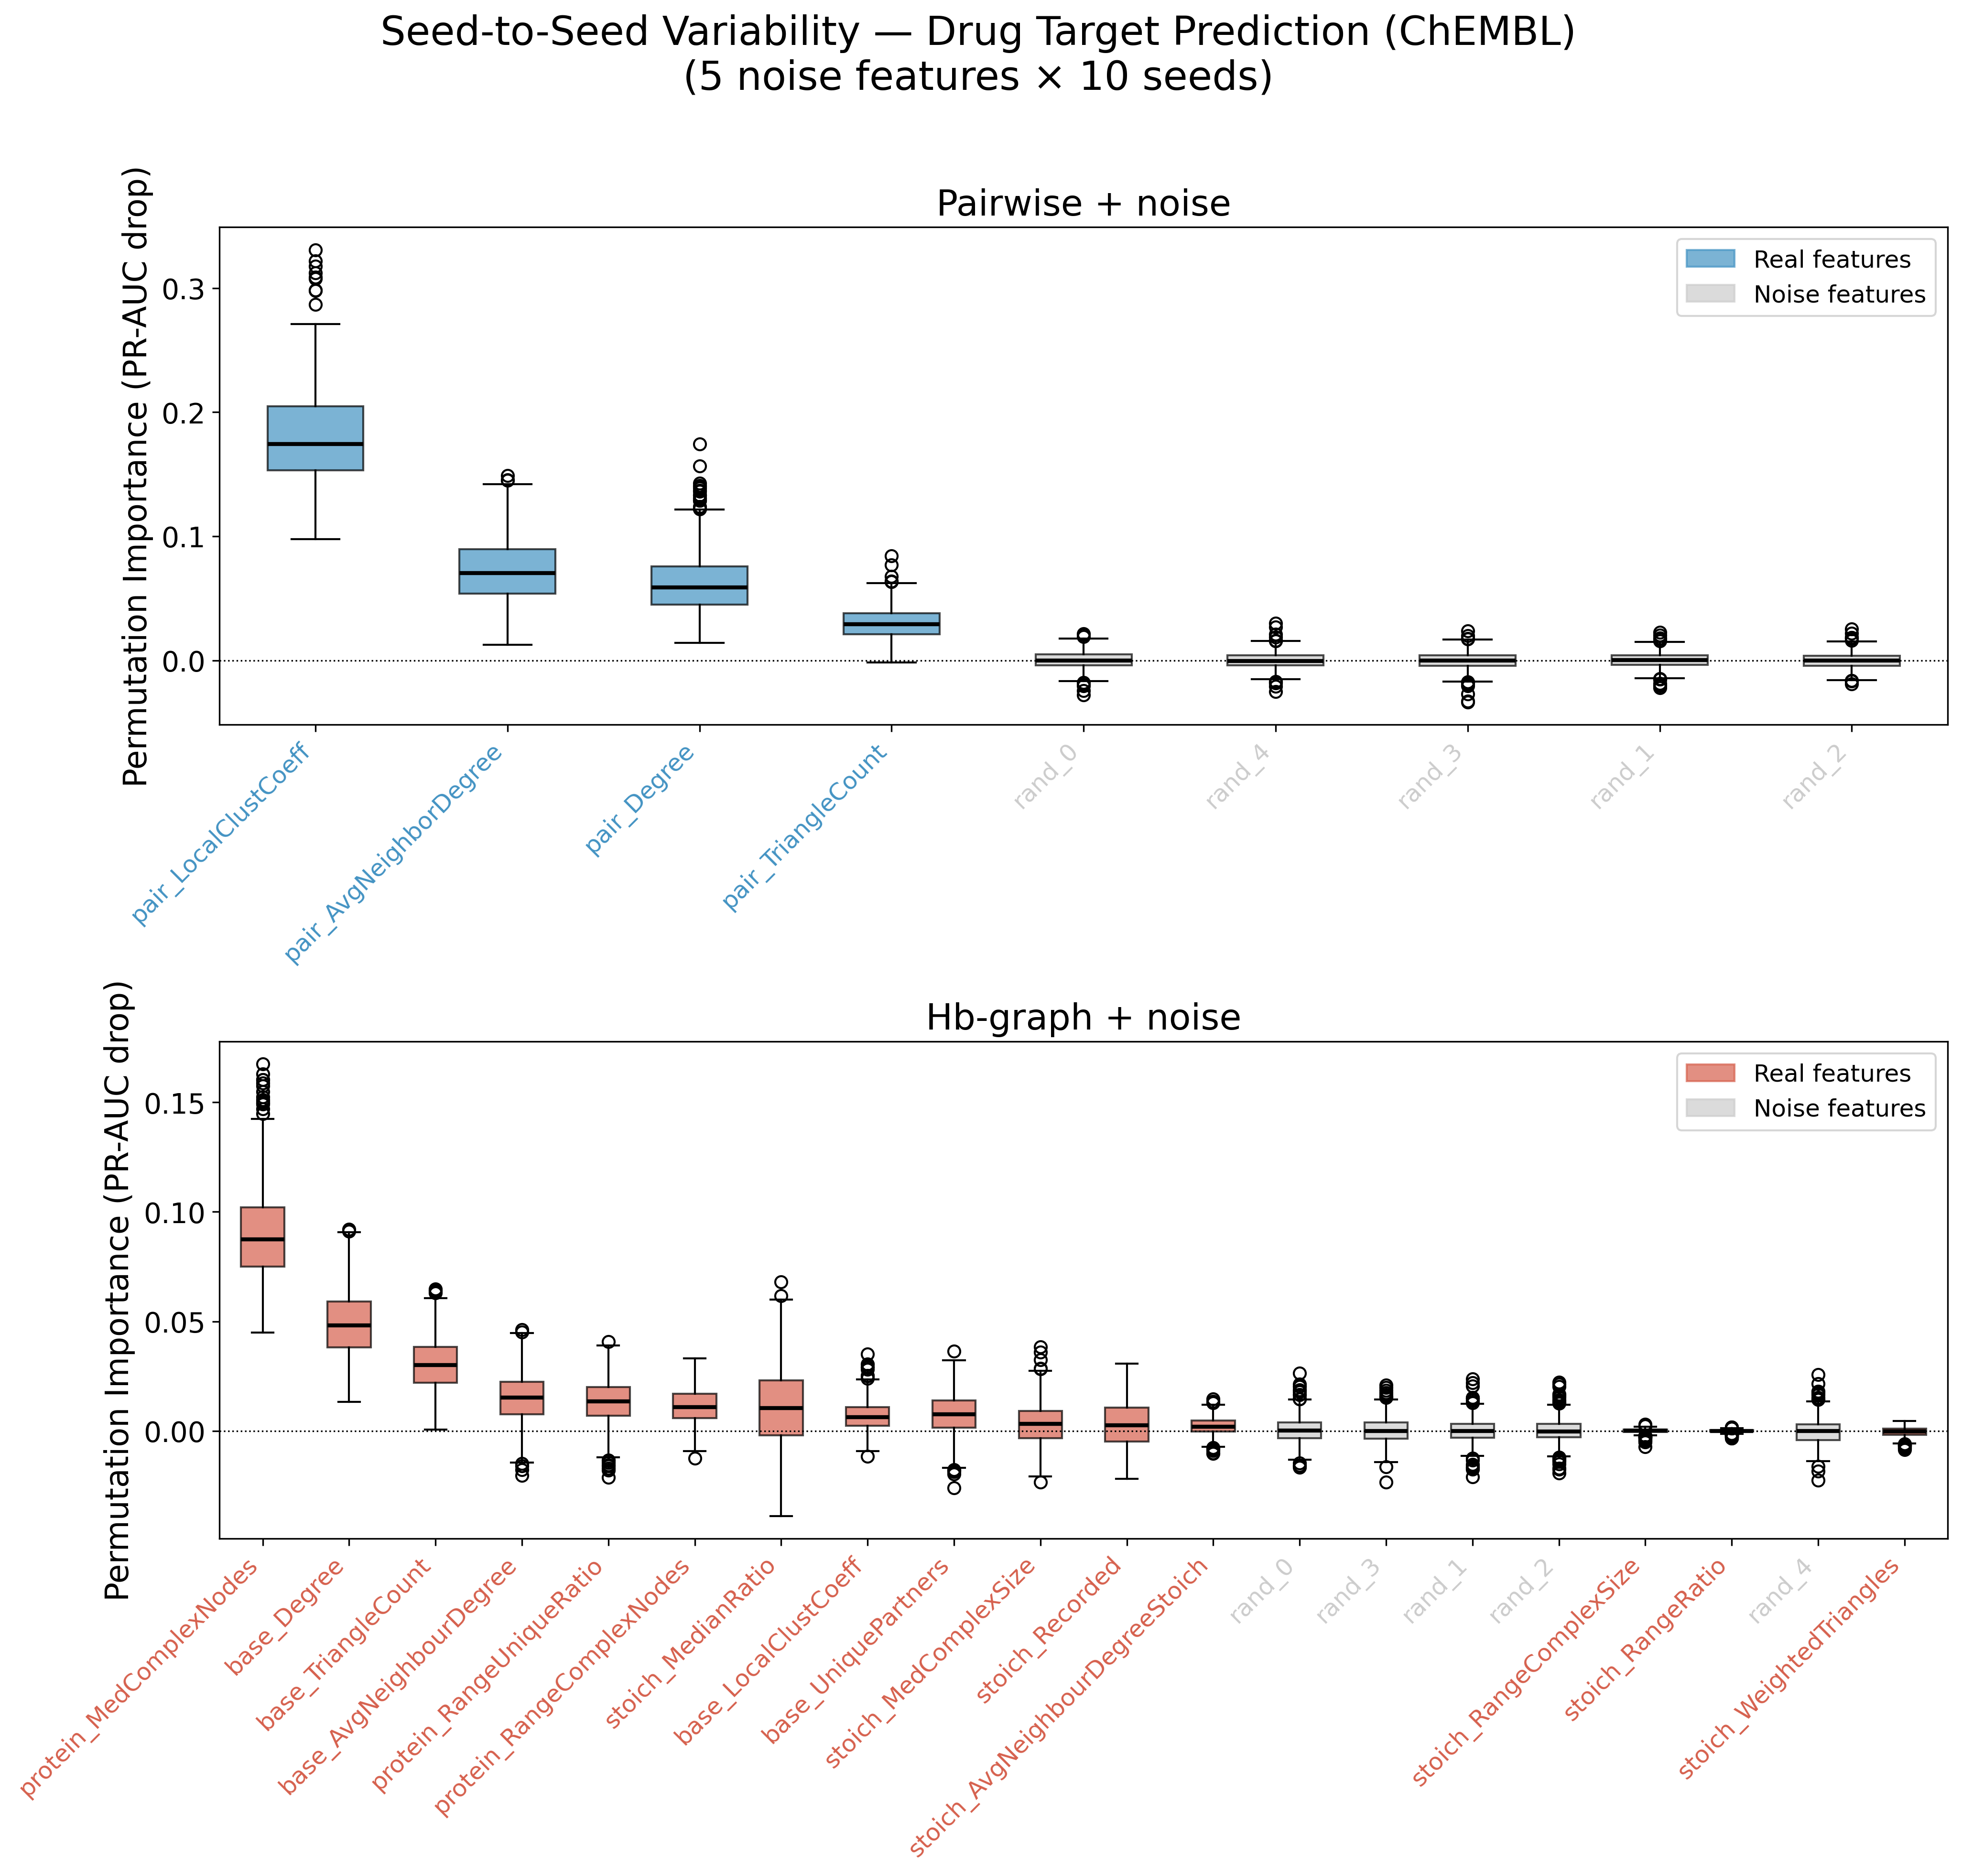 Seed-to-Seed Variability — Drug Target Prediction (ChEMBL)
(5 noise features × 10 seeds)
Pairwise + noise
Permutation Importance (PR-AUC drop)
0.3
0.2
0.1
0.0
Real features
Noise features
pair_LocalClustCoeff
pair_AvgNeighborDegree
pair_Degree
pair_TriangleCount
rand_0
rand_4
rand_3
rand_1
rand_2
Hb-graph + noise
Permutation Importance (PR-AUC drop)
0.15
0.10
0.05
0.00
Real features
Noise features
protein_MedComplexNodes
base_Degree
base_TriangleCount
base_AvgNeighbourDegree
protein_RangeUniqueRatio
protein_RangeComplexNodes
stoich_MedianRatio
base_LocalClustCoeff
base_UniquePartners
stoich_MedComplexSize
stoich_Recorded
stoich_AvgNeighbourDegreeStoich
rand_0
rand_3
rand_1
rand_2
stoich_RangeComplexSize
stoich_RangeRatio
rand_4
stoich_WeightedTriangles